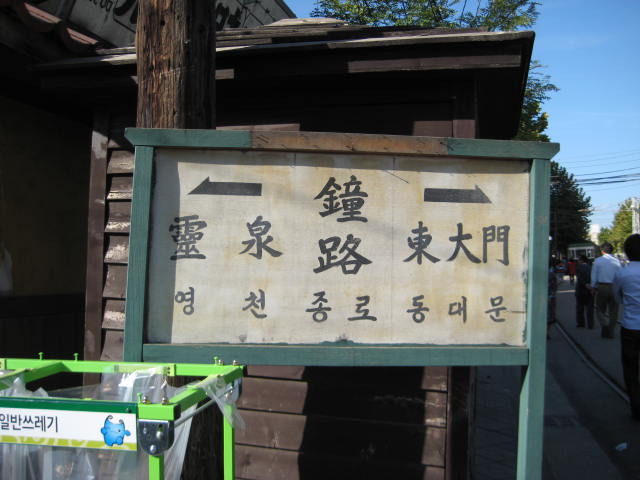 ← 鐘 →
靈泉 路 東大門
영천 종로 동대문
일반쓰레기